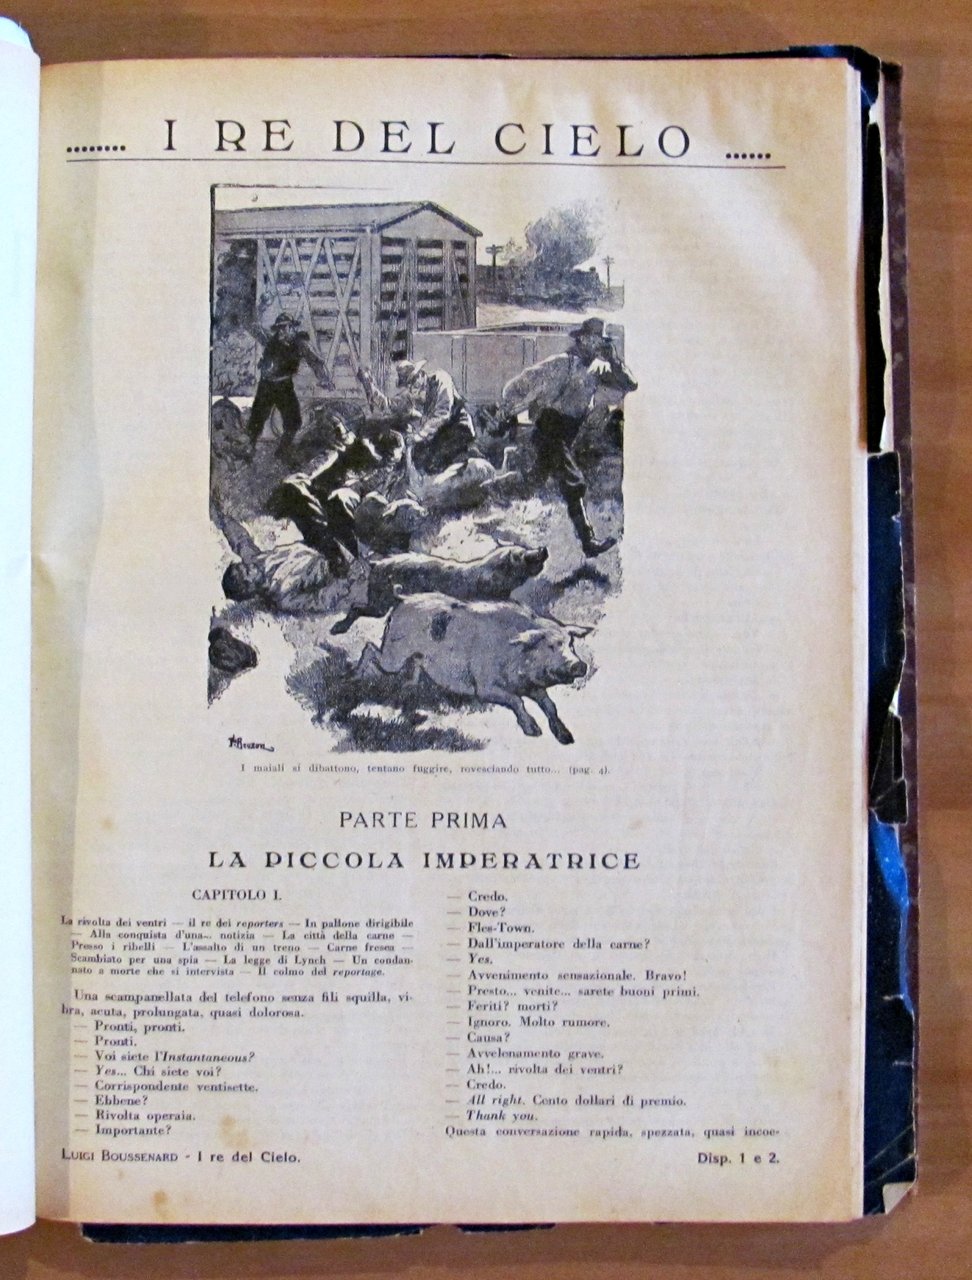 ........ I RE DEL CIELO ......
I maiali si dibattono, tentano fuggire, rovesciando tutto... (pag. 4).
PARTE PRIMA
LA PICCOLA IMPERATRICE
CAPITOLO I.
La rivolta dei ventri — il re dei reporters — In pallone dirigibile
— Alla conquista d'una.. notizia — La città della carne —
Presso i ribelli — L'assalto di un treno — Carne fresca —
Scambiato per una spia — La legge di Lynch — Un condan-
nato a morte che si intervista — Il colmo del reportage.
Una scampanellata del telefono senza fili squilla, vi-
bra, acuta, prolungata, quasi dolorosa.
— Pronti, pronti.
— Pronti.
— Voi siete l'Instantaneous?
— Yes... Chi siete voi?
— Corrispondente ventisette.
— Ebbene?
— Rivolta operaia.
— Importante?
— Credo.
— Dove?
— Fles-Town.
— Dall'imperatore della carne?
— Yes.
— Avvenimento sensazionale. Bravo!
— Presto... venite... sarete buoni primi.
— Feriti? morti?
— Ignoro. Molto rumore.
— Causa?
— Avvelenamento grave.
— Ah!... rivolta dei ventri?
— Credo.
— All right. Cento dollari di premio.
— Thank you.
Questa conversazione rapida, spezzata, quasi incoe-
LUIGI BOUSSENARD - I re del Cielo.
Disp. 1 e 2.